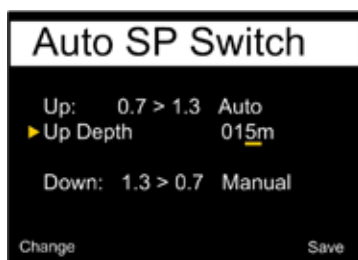 Auto SP Switch
Up: 0.7 > 1.3 Auto
Up Depth 015m
Down: 1.3 > 0.7 Manual
Change Save